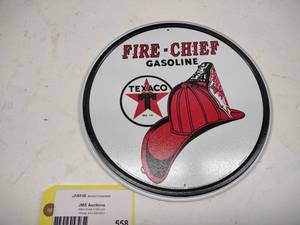 FIRE-CHIEF
GASOLINE
TEXACO
T
JMS Auctions
558